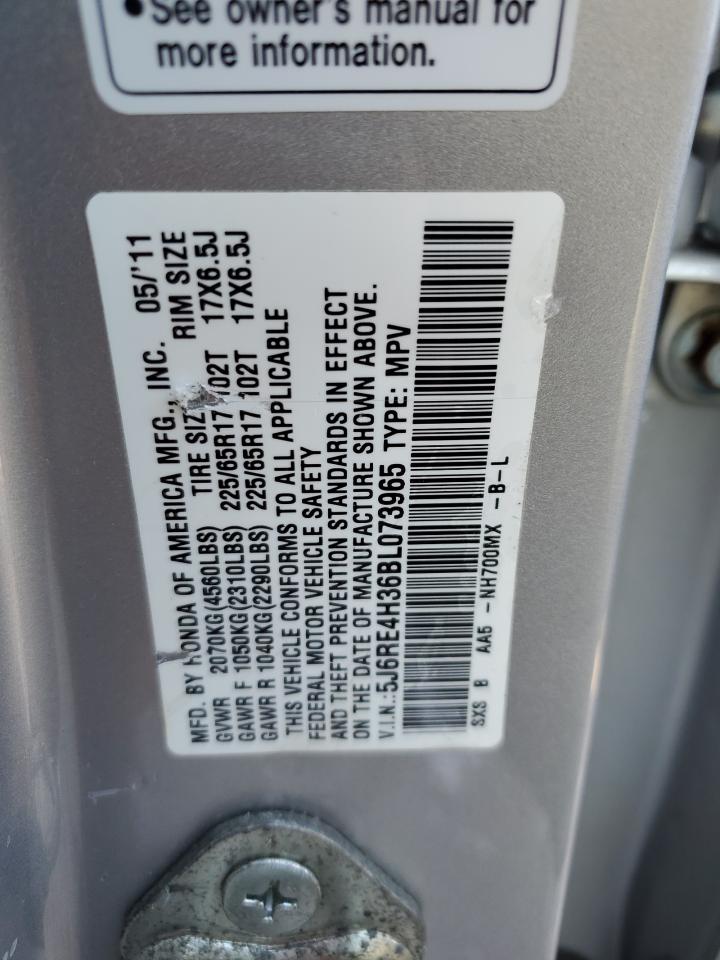 •See owner's manual for
more information.
MFD. BY HONDA OF AMERICA MFG., INC. 05/'11
GVWR 2070KG(4560LBS) TIRE SIZE RIM SIZE
GAWR F 1050KG(2310LBS) 225/65R17 102T 17X6.5J
GAWR R 1040KG(2290LBS) 225/65R17 102T 17X6.5J
THIS VEHICLE CONFORMS TO ALL APPLICABLE
FEDERAL MOTOR VEHICLE SAFETY
AND THEFT PREVENTION STANDARDS IN EFFECT
ON THE DATE OF MANUFACTURE SHOWN ABOVE.
V.I.N.:5J6RE4H36BL073965 TYPE: MPV
SXS B AA5 -NH700MX -B-L